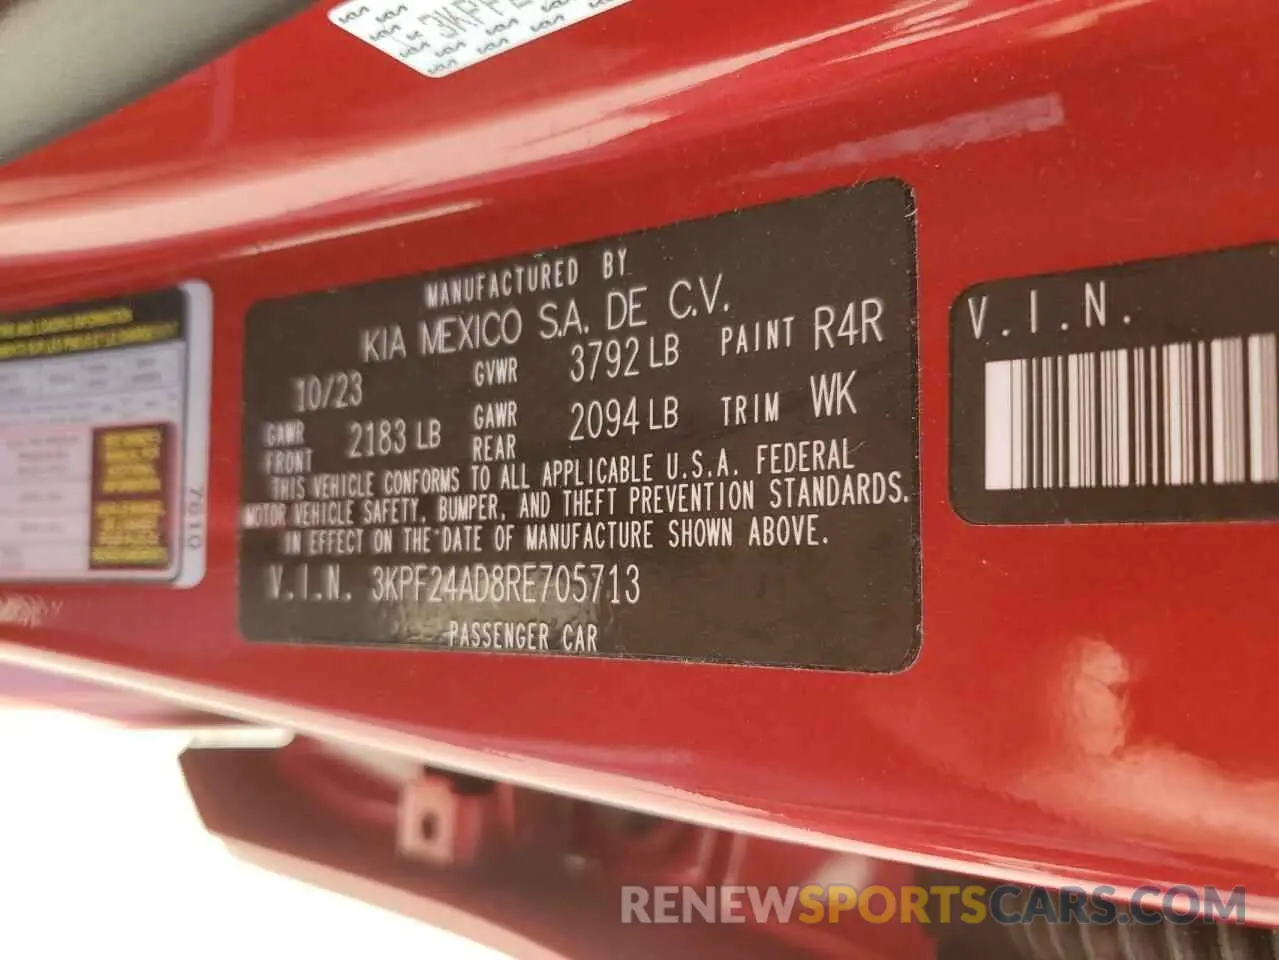 MANUFACTURED BY
KIA MEXICO S.A. DE C.V.
10/23 GVWR 3792 LB PAINT R4R
GAWR FRONT 2183 LB GAWR REAR 2094 LB TRIM WK
THIS VEHICLE CONFORMS TO ALL APPLICABLE U.S.A. FEDERAL
MOTOR VEHICLE SAFETY, BUMPER, AND THEFT PREVENTION STANDARDS.
IN EFFECT ON THE DATE OF MANUFACTURE SHOWN ABOVE.
V.I.N. 3KPF24AD8RE705713
PASSENGER CAR
V.I.N.
7610
RENEWSPORTSCARS.COM